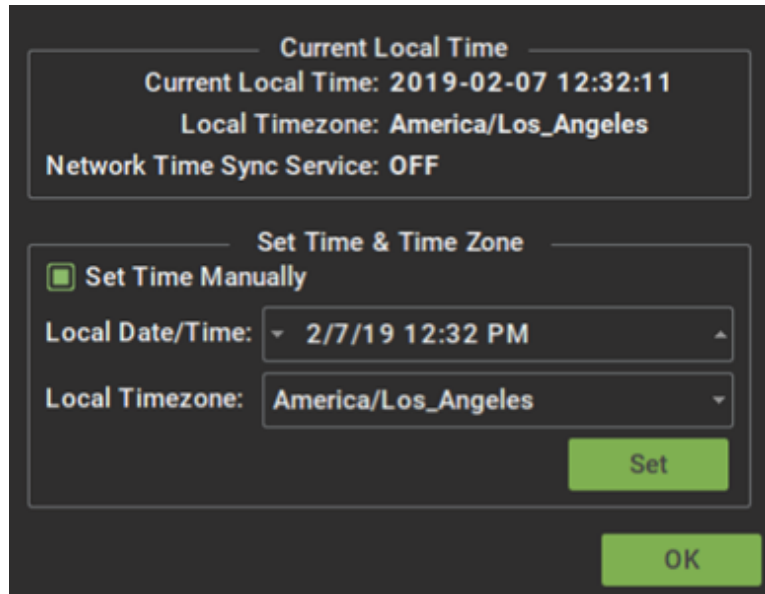 Current Local Time
Current Local Time: 2019-02-07 12:32:11
Local Timezone: America/Los_Angeles
Network Time Sync Service: OFF
Set Time & Time Zone
Set Time Manually
Local Date/Time: 2/7/19 12:32 PM
Local Timezone: America/Los_Angeles
Set
OK